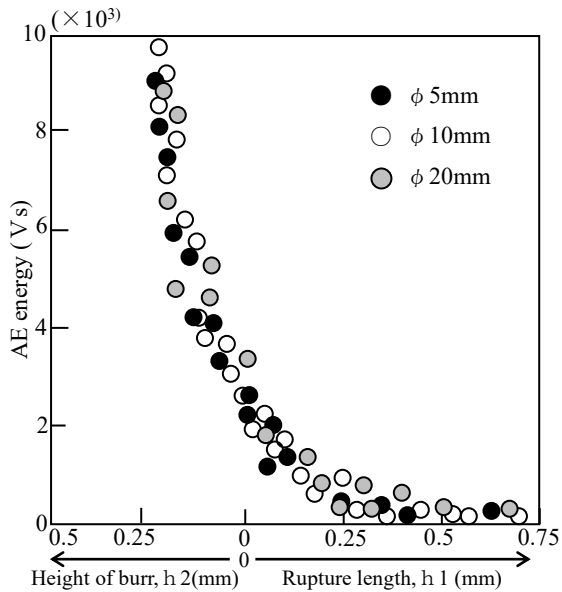 10 (×10³)
8
6
4
2
0
AE energy (Vs)
φ 5mm
φ 10mm
φ 20mm
0.5 0.25 0 0.25 0.5 0.75
0
Height of burr, h 2(mm) Rupture length, h 1 (mm)